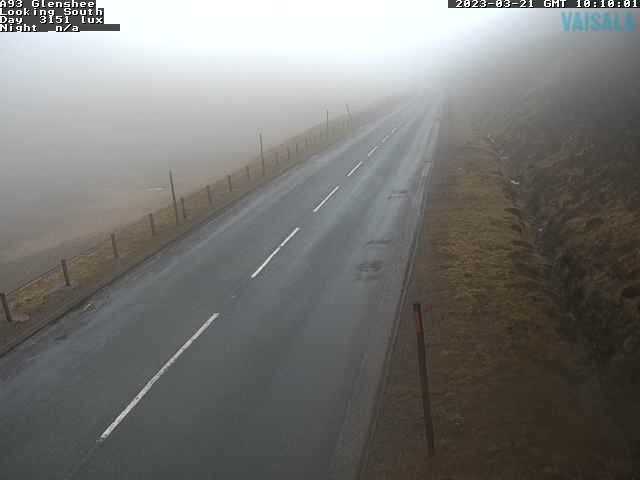 A93 Glenshee
Looking South
Day 3151 lux
Night n/a
2023-03-21 GMT 10:10:01
VAISALA